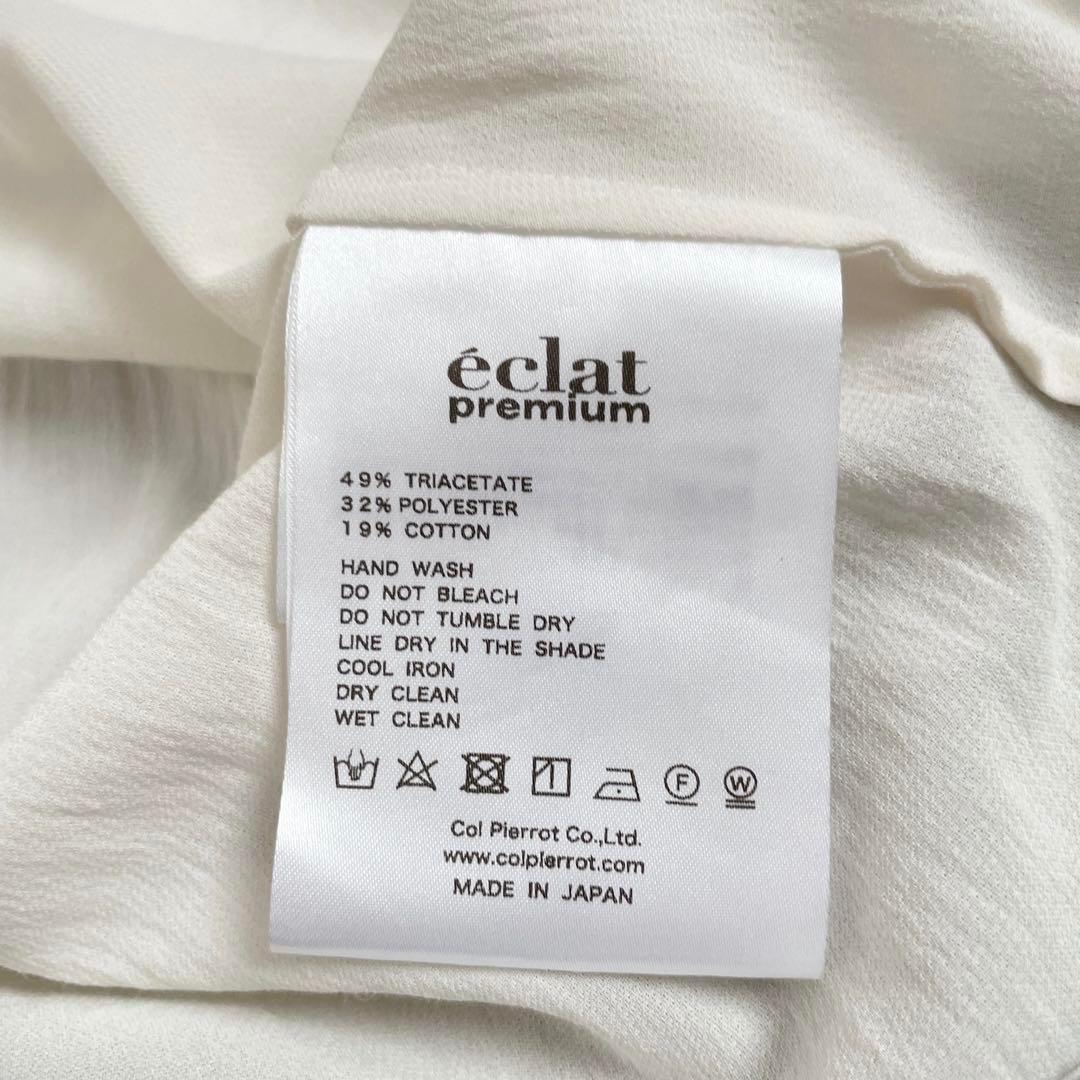 éclat
premium
49% TRIACETATE
32% POLYESTER
19% COTTON
HAND WASH
DO NOT BLEACH
DO NOT TUMBLE DRY
LINE DRY IN THE SHADE
COOL IRON
DRY CLEAN
WET CLEAN
F W
Col Pierrot Co.,Ltd.
www.colpierrot.com
MADE IN JAPAN